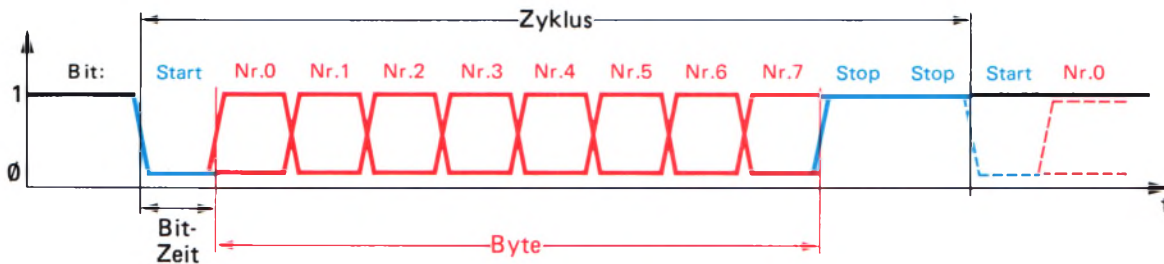 Zyklus
Bit: Start Nr.0 Nr.1 Nr.2 Nr.3 Nr.4 Nr.5 Nr.6 Nr.7 Stop Stop Start Nr.0
1
Ø
t
Bit-
Zeit
Byte